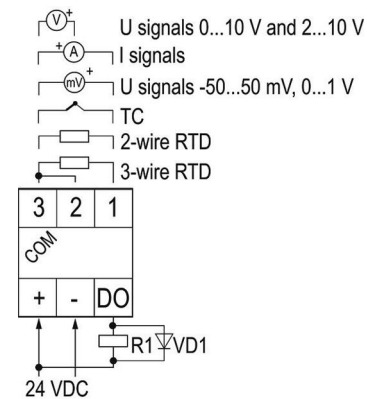 V +
U signals 0...10 V and 2...10 V
+ A
I signals
mV +
U signals -50...50 mV, 0...1 V
TC
2-wire RTD
3-wire RTD
3 2 1
COM
+ - DO
R1 VD1
24 VDC